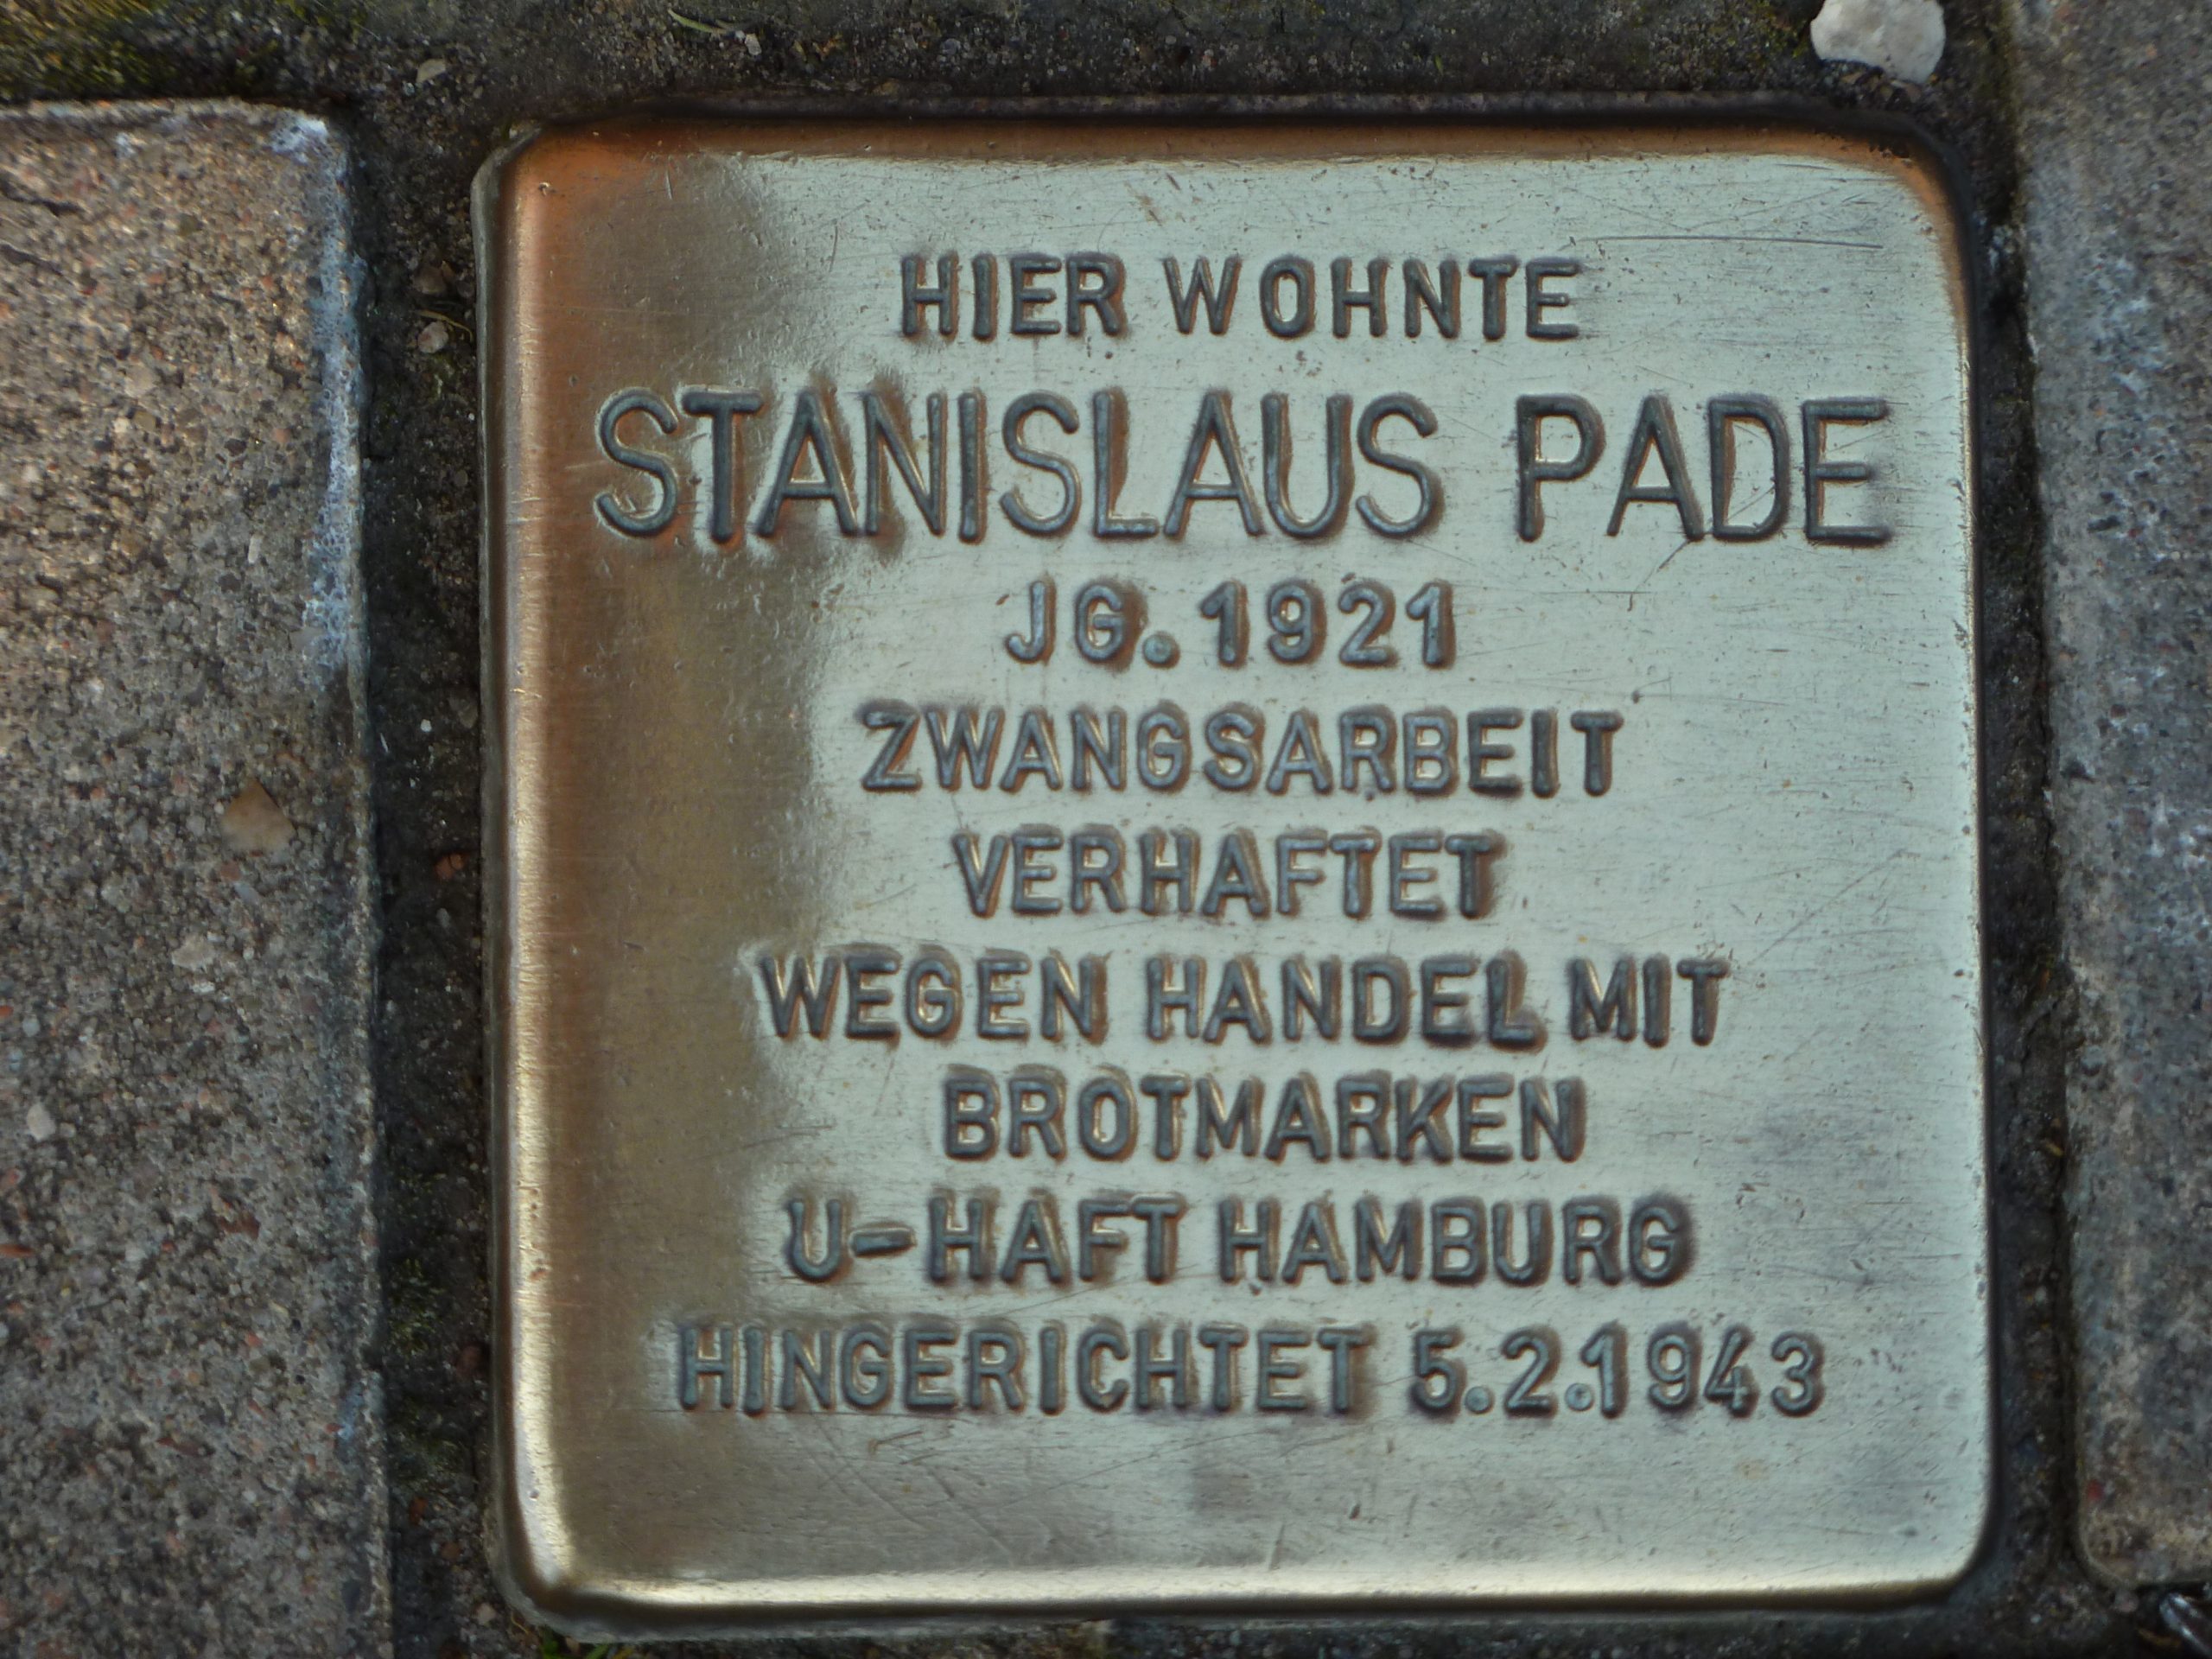 HIER WOHNTE
STANISLAUS PADE
JG. 1921
ZWANGSARBEIT
VERHAFTET
WEGEN HANDEL MIT
BROTMARKEN
U-HAFT HAMBURG
HINGERICHTET 5.2.1943